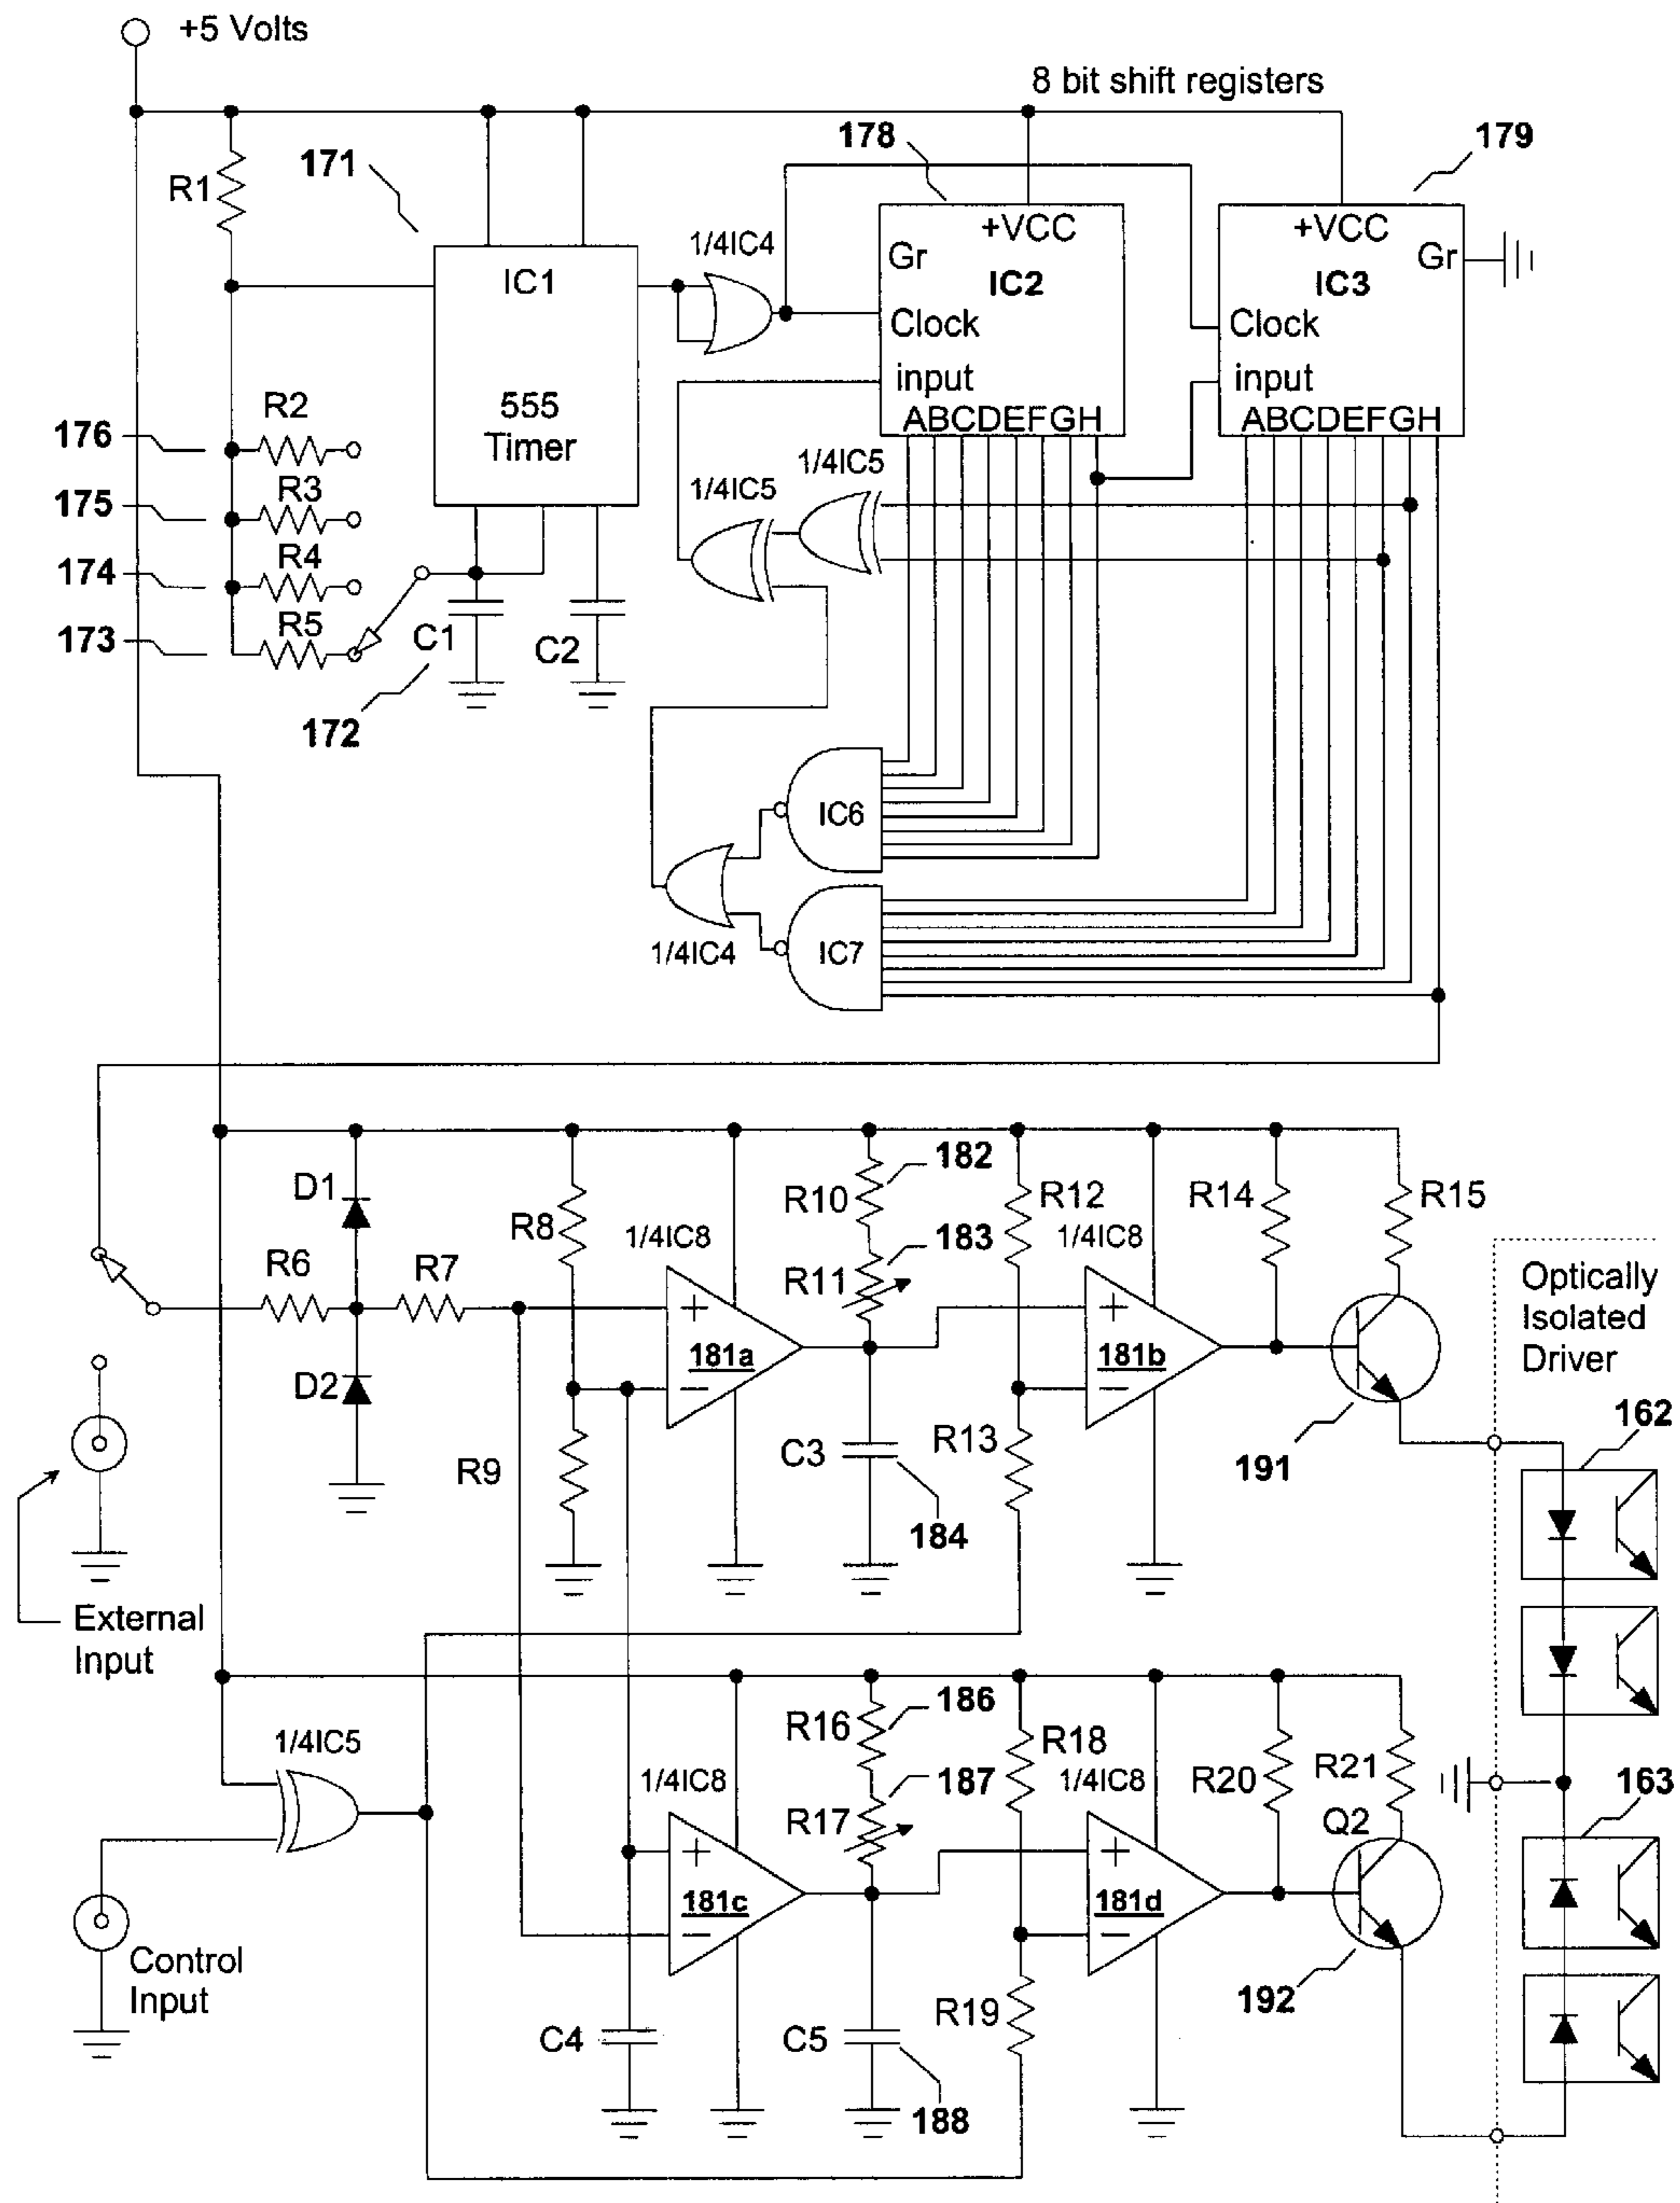 +5 Volts
8 bit shift registers
178
179
171
R1
1/4IC4
+VCC
Gr
IC2
Clock
input
ABCDEFGH
+VCC
Gr
IC3
Clock
input
ABCDEFGH
IC1
555
Timer
R2
176
R3
175
R4
174
R5
173
C1
C2
172
1/4IC5
1/4IC5
IC6
IC7
1/4IC4
182
D1
R10
R12
R14
R15
R8
1/4IC8
183
1/4IC8
R6
R7
R11
Optically
Isolated
Driver
+
181a
−
+
181b
−
D2
162
R9
C3
R13
191
184
External
Input
186
R16
R18
1/4IC5
1/4IC8
187
1/4IC8
R20
R21
163
R17
Q2
+
181c
−
+
181d
−
Control
Input
192
R19
C4
C5
188